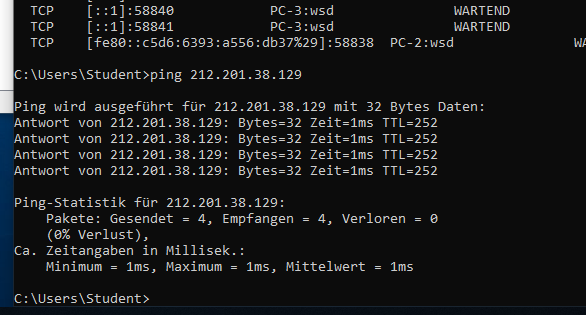 TCP    [::1]:58840            PC-3:wsd               WARTEND
TCP    [::1]:58841            PC-3:wsd               WARTEND
TCP    [fe80::c5d6:6393:a556:db37%29]:58838  PC-2:wsd               WA
C:\Users\Student>ping 212.201.38.129
Ping wird ausgeführt für 212.201.38.129 mit 32 Bytes Daten:
Antwort von 212.201.38.129: Bytes=32 Zeit=1ms TTL=252
Antwort von 212.201.38.129: Bytes=32 Zeit=1ms TTL=252
Antwort von 212.201.38.129: Bytes=32 Zeit=1ms TTL=252
Antwort von 212.201.38.129: Bytes=32 Zeit=1ms TTL=252
Ping-Statistik für 212.201.38.129:
    Pakete: Gesendet = 4, Empfangen = 4, Verloren = 0
    (0% Verlust),
Ca. Zeitangaben in Millisek.:
    Minimum = 1ms, Maximum = 1ms, Mittelwert = 1ms
C:\Users\Student>